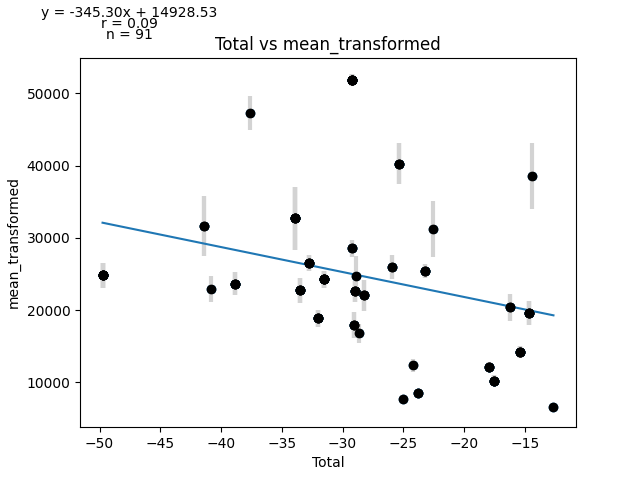 y = -345.30x + 14928.53
r = 0.09
n = 91
Total vs mean_transformed
mean_transformed
50000
40000
30000
20000
10000
−50
−45
−40
−35
−30
−25
−20
−15
Total